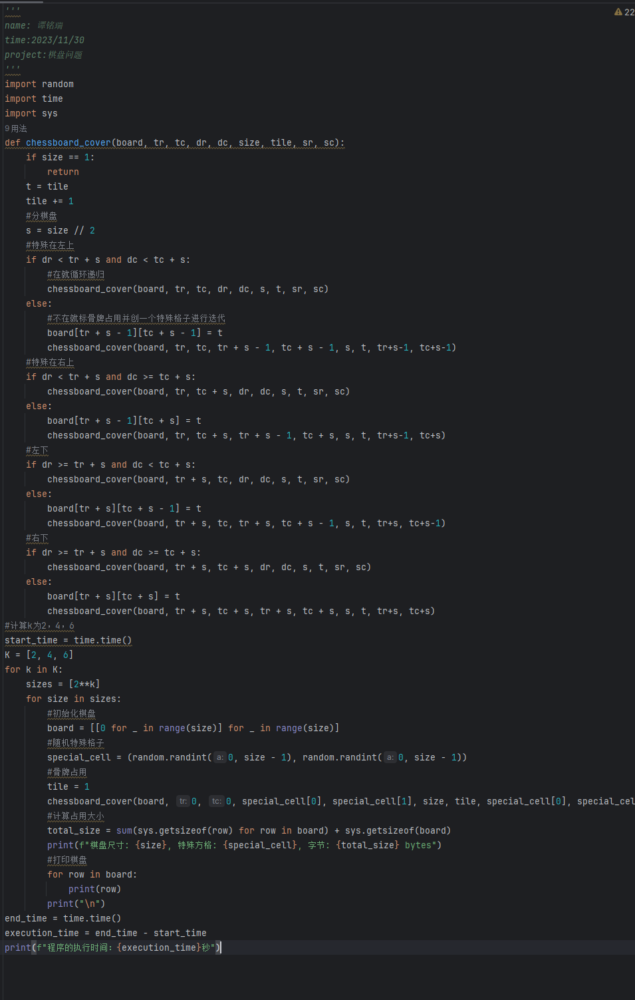 '''
22
name: 谭铭瑞
time:2023/11/30
project:棋盘问题
'''
import random
import time
import sys
9用法
def chessboard_cover(board, tr, tc, dr, dc, size, tile, sr, sc):
    if size == 1:
        return
    t = tile
    tile += 1
    #分棋盘
    s = size // 2
    #特殊在左上
    if dr < tr + s and dc < tc + s:
        #在就循环递归
        chessboard_cover(board, tr, tc, dr, dc, s, t, sr, sc)
    else:
        #不在就标骨牌占用并创一个特殊格子进行迭代
        board[tr + s - 1][tc + s - 1] = t
        chessboard_cover(board, tr, tc, tr + s - 1, tc + s - 1, s, t, tr+s-1, tc+s-1)
    #特殊在右上
    if dr < tr + s and dc >= tc + s:
        chessboard_cover(board, tr, tc + s, dr, dc, s, t, sr, sc)
    else:
        board[tr + s - 1][tc + s] = t
        chessboard_cover(board, tr, tc + s, tr + s - 1, tc + s, s, t, tr+s-1, tc+s)
    #左下
    if dr >= tr + s and dc < tc + s:
        chessboard_cover(board, tr + s, tc, dr, dc, s, t, sr, sc)
    else:
        board[tr + s][tc + s - 1] = t
        chessboard_cover(board, tr + s, tc, tr + s, tc + s - 1, s, t, tr+s, tc+s-1)
    #右下
    if dr >= tr + s and dc >= tc + s:
        chessboard_cover(board, tr + s, tc + s, dr, dc, s, t, sr, sc)
    else:
        board[tr + s][tc + s] = t
        chessboard_cover(board, tr + s, tc + s, tr + s, tc + s, s, t, tr+s, tc+s)
#计算k为2，4，6
start_time = time.time()
K = [2, 4, 6]
for k in K:
    sizes = [2**k]
    for size in sizes:
        #初始化棋盘
        board = [[0 for _ in range(size)] for _ in range(size)]
        #随机特殊格子
        special_cell = (random.randint( a: 0, size - 1), random.randint( a: 0, size - 1))
        #骨牌占用
        tile = 1
        chessboard_cover(board, tr: 0, tc: 0, special_cell[0], special_cell[1], size, tile, special_cell[0], special_cel
        #计算占用大小
        total_size = sum(sys.getsizeof(row) for row in board) + sys.getsizeof(board)
        print(f"棋盘尺寸: {size}, 特殊方格: {special_cell}, 字节: {total_size} bytes")
        #打印棋盘
        for row in board:
            print(row)
        print("\n")
end_time = time.time()
execution_time = end_time - start_time
print(f"程序的执行时间: {execution_time}秒")